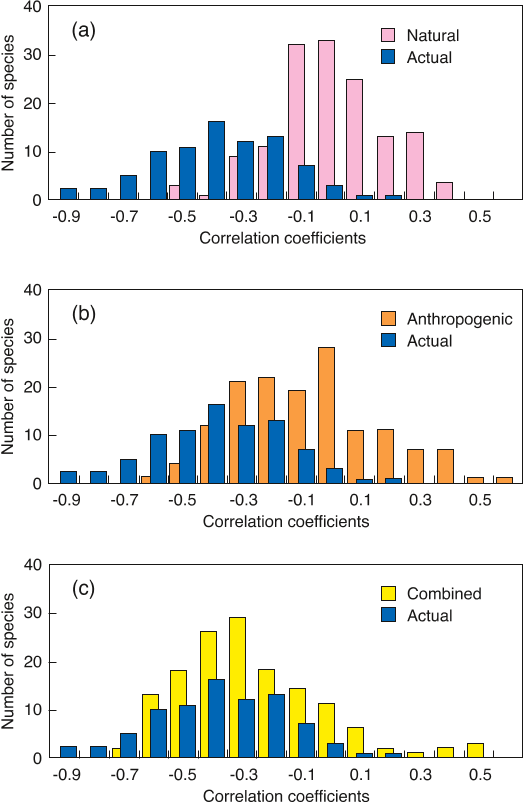 40
(a)
Natural
Actual
30
20
10
0
Number of species
-0.9 -0.7 -0.5 -0.3 -0.1 0.1 0.3 0.5
Correlation coefficients
40
(b)
Anthropogenic
Actual
30
20
10
0
Number of species
-0.9 -0.7 -0.5 -0.3 -0.1 0.1 0.3 0.5
Correlation coefficients
40
(c)
Combined
Actual
30
20
10
0
Number of species
-0.9 -0.7 -0.5 -0.3 -0.1 0.1 0.3 0.5
Correlation coefficients